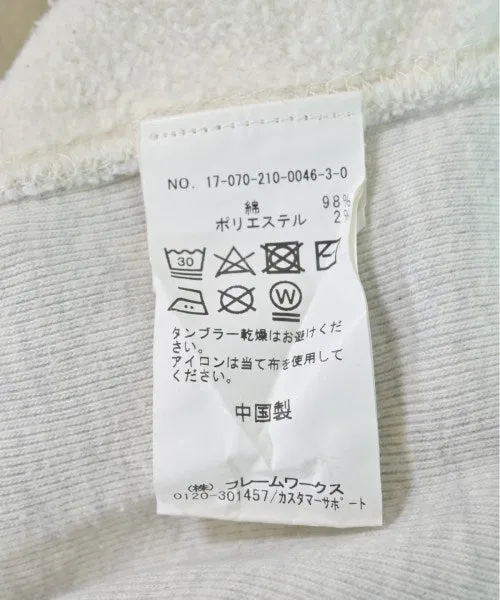 NO. 17-070-210-0046-3-0
綿 98%
ポリエステル 2%
30
W
タンブラー乾燥はお避けくだ
さい。
アイロンは当て布を使用して
ください。
中国製
(株) フレームワークス
0120-301457/カスタマーサポート